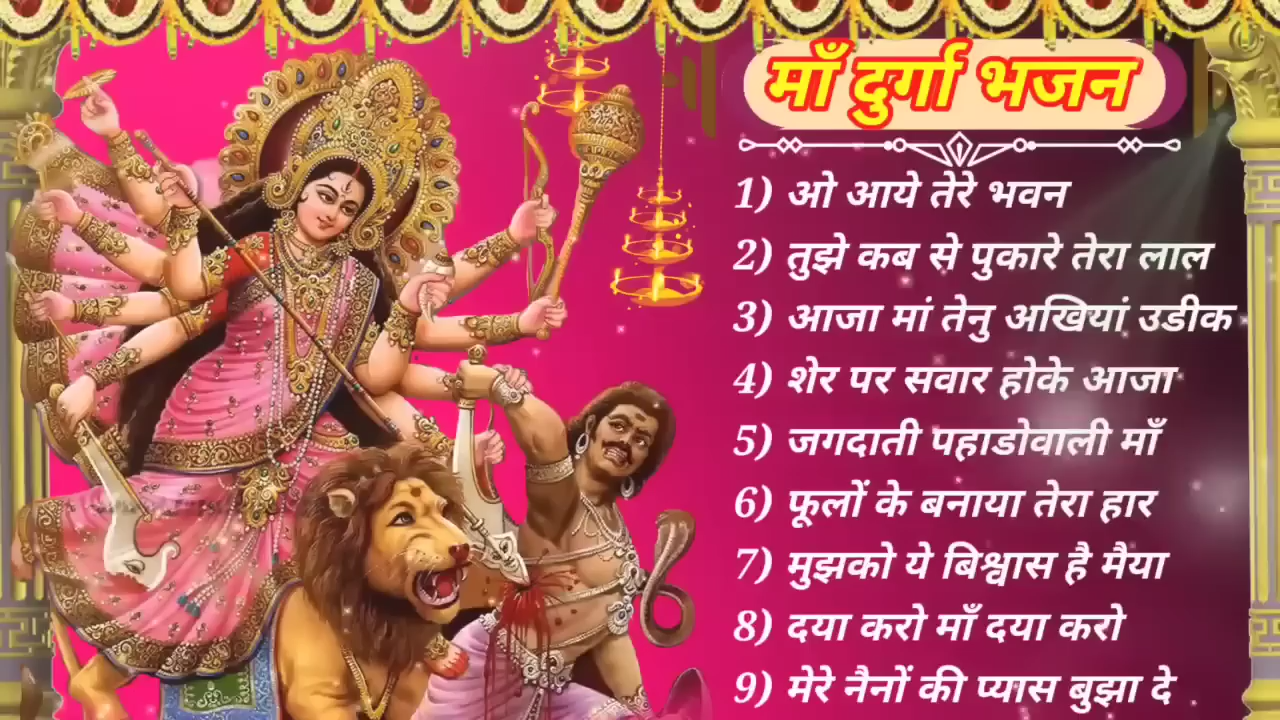 माँ दुर्गा भजन
1) ओ आये तेरे भवन
2) तुझे कब से पुकारे तेरा लाल
3) आजा मां तेनु अखियां उडीक
4) शेर पर सवार होके आजा
5) जगदाती पहाडोवाली माँ
6) फूलों के बनाया तेरा हार
7) मुझको ये बिश्वास है मैया
8) दया करो माँ दया करो
9) मेरे नैनों की प्यास बुझा दे